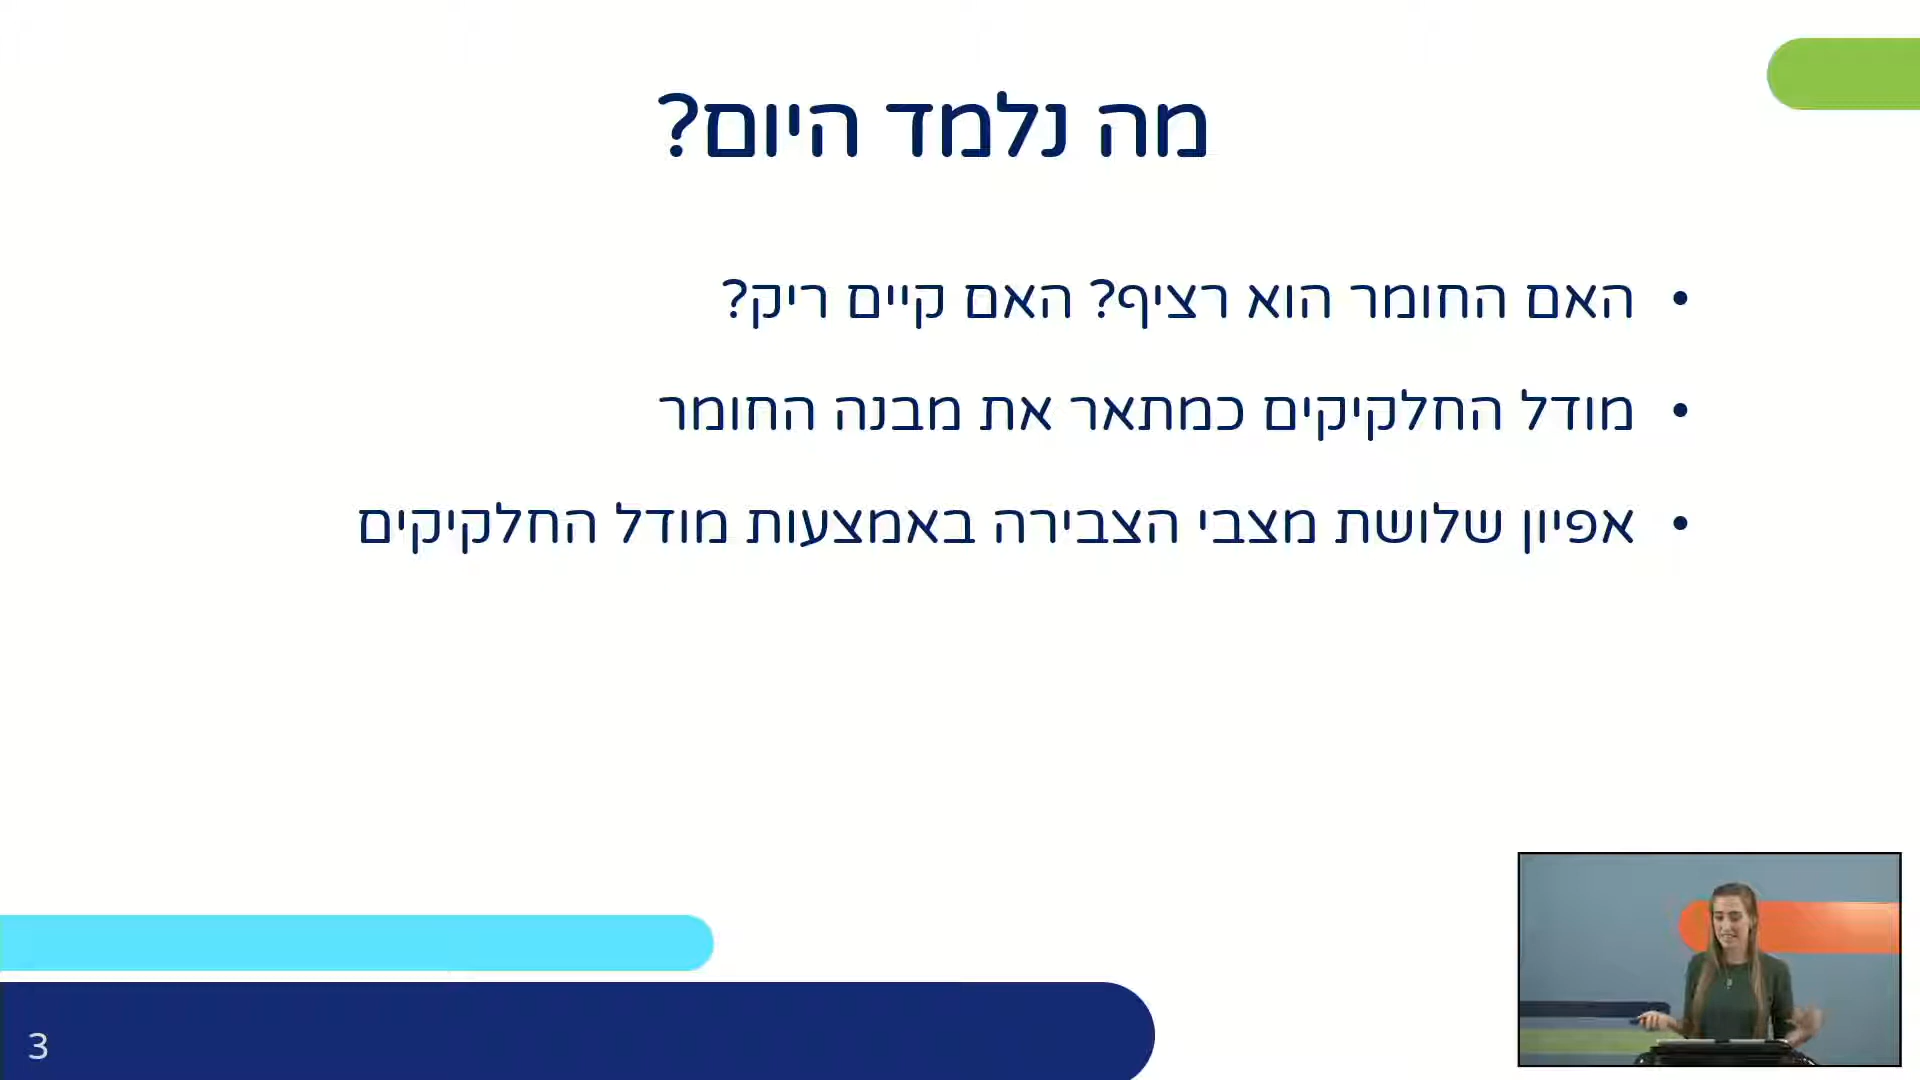 מה נלמד היום?
• האם החומר הוא רציף? האם קיים ריק?
• מודל החלקיקים כמתאר את מבנה החומר
• אפיון שלושת מצבי הצבירה באמצעות מודל החלקיקים
3